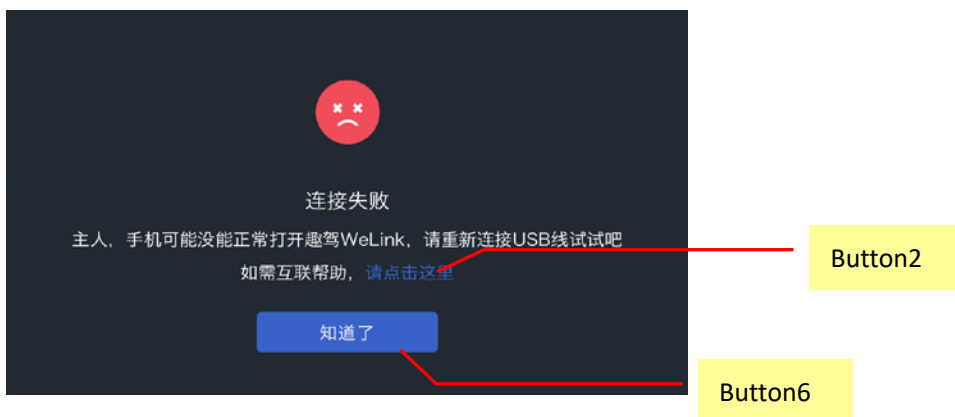 连接失败
主人，手机可能没能正常打开趣驾WeLink，请重新连接USB线试试吧
如需互联帮助，请点击这里
Button2
知道了
Button6